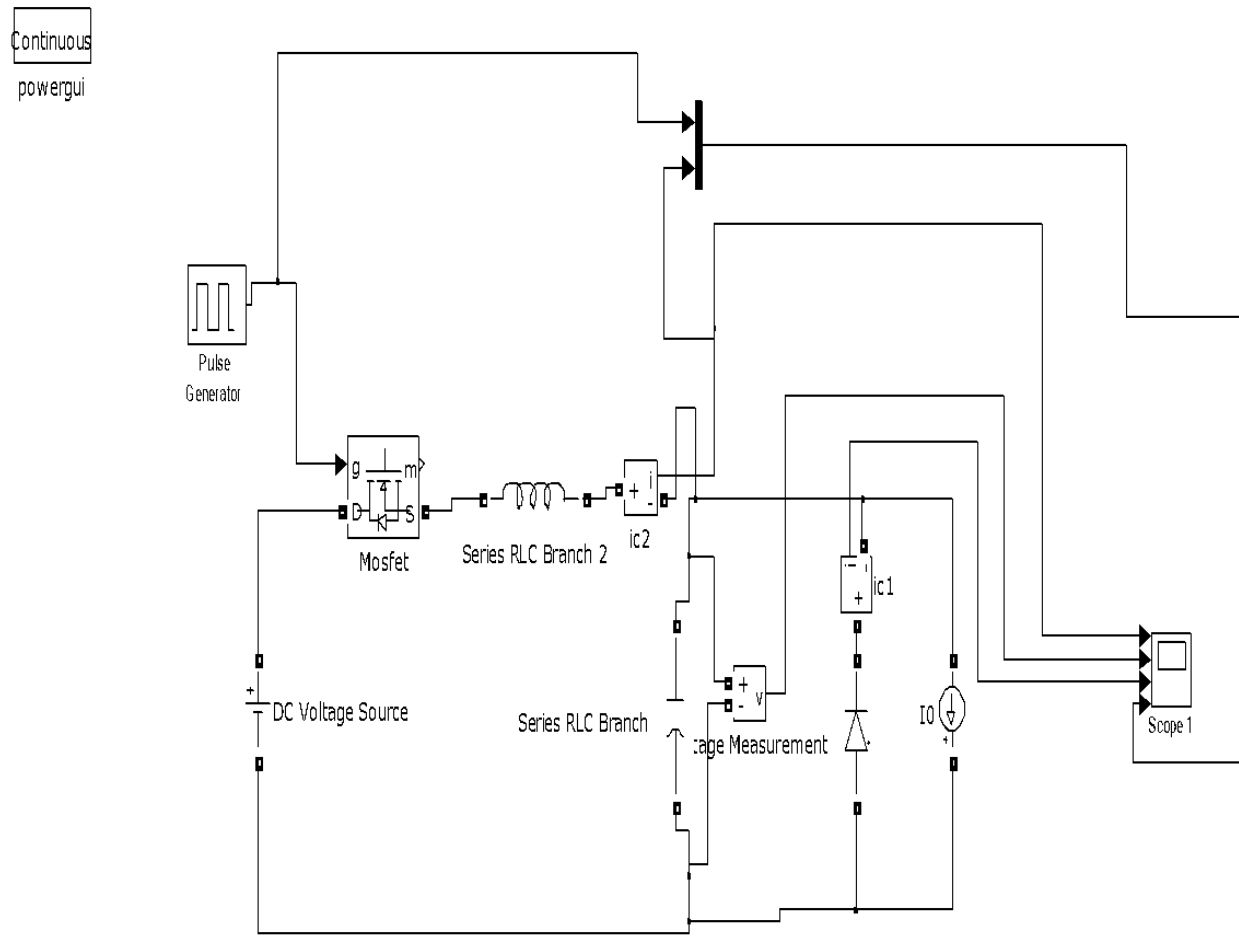 Continuous
powergui
Pulse
Generator
g
m
D
S
Mosfet
Series RLC Branch 2
i
+
-
ic2
-
i
+
ic1
+
DC Voltage Source
Series RLC Branch
+
-
v
tage Measurement
I0
+
Scope 1